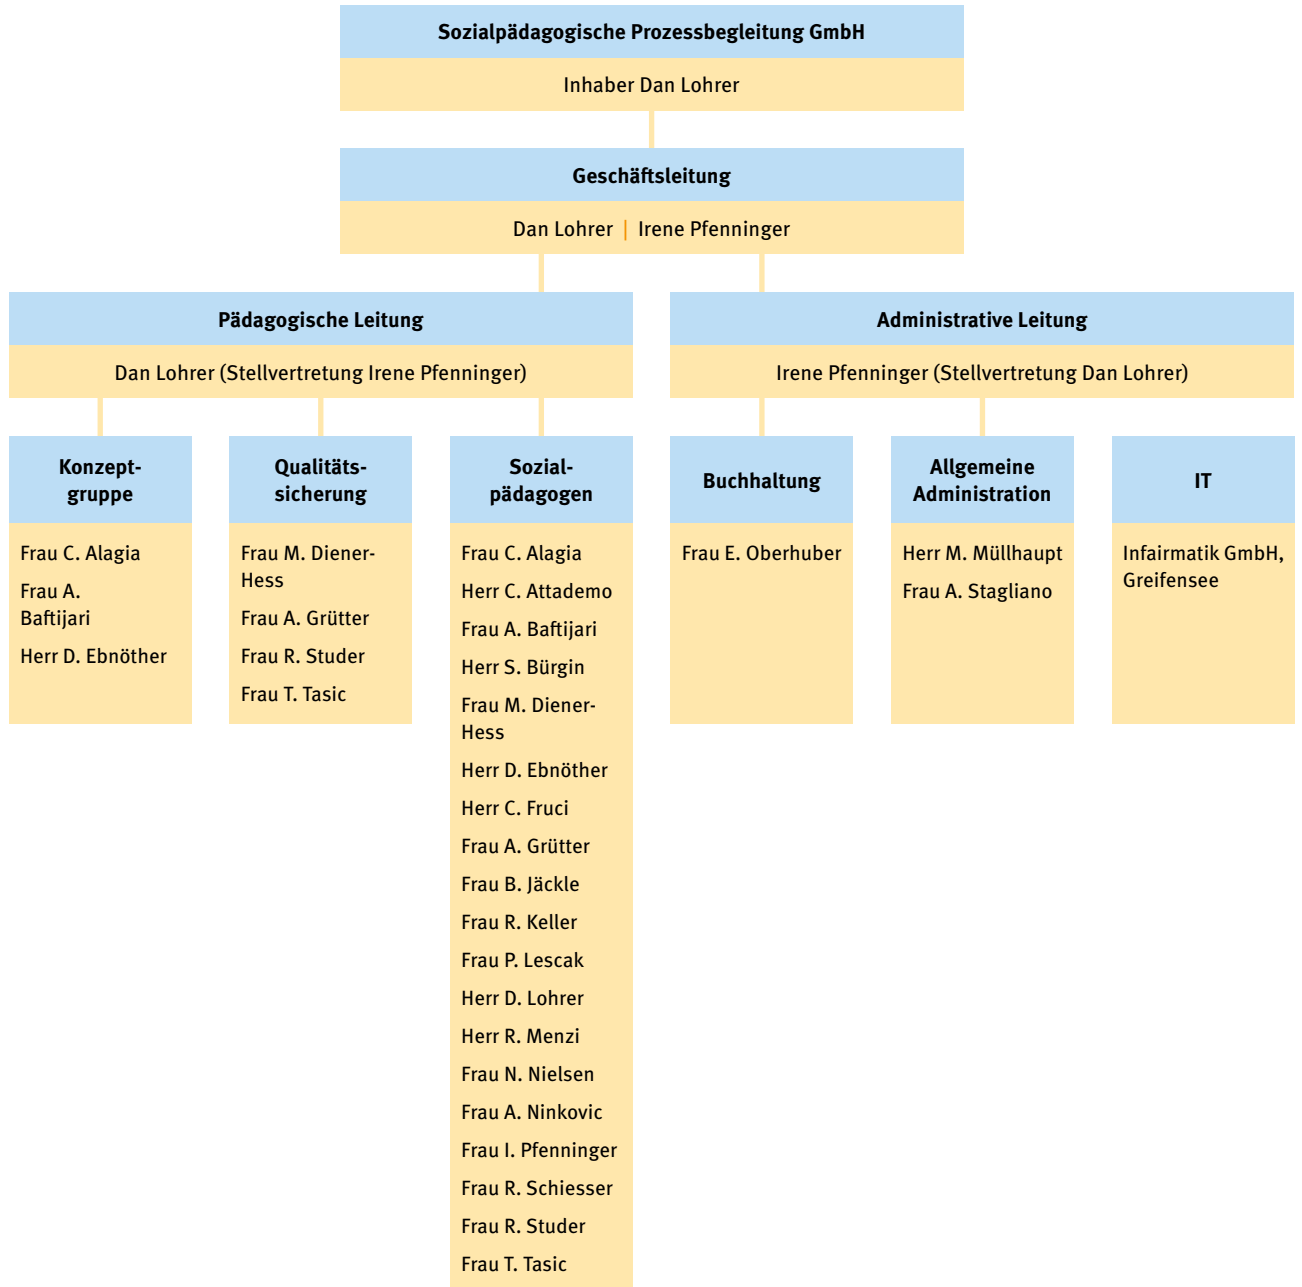 Sozialpädagogische Prozessbegleitung GmbH
Inhaber Dan Lohrer
Geschäftsleitung
Dan Lohrer | Irene Pfenninger
Pädagogische Leitung
Dan Lohrer (Stellvertretung Irene Pfenninger)
Administrative Leitung
Irene Pfenninger (Stellvertretung Dan Lohrer)
Konzept-
gruppe
Frau C. Alagia
Frau A.
Baftijari
Herr D. Ebnöther
Qualitäts-
sicherung
Frau M. Diener-
Hess
Frau A. Grütter
Frau R. Studer
Frau T. Tasic
Sozial-
pädagogen
Frau C. Alagia
Herr C. Attademo
Frau A. Baftijari
Herr S. Bürgin
Frau M. Diener-
Hess
Herr D. Ebnöther
Herr C. Fruci
Frau A. Grütter
Frau B. Jäckle
Frau R. Keller
Frau P. Lescak
Herr D. Lohrer
Herr R. Menzi
Frau N. Nielsen
Frau A. Ninkovic
Frau I. Pfenninger
Frau R. Schiesser
Frau R. Studer
Frau T. Tasic
Buchhaltung
Frau E. Oberhuber
Allgemeine
Administration
Herr M. Müllhaupt
Frau A. Stagliano
IT
Infairmatik GmbH,
Greifensee